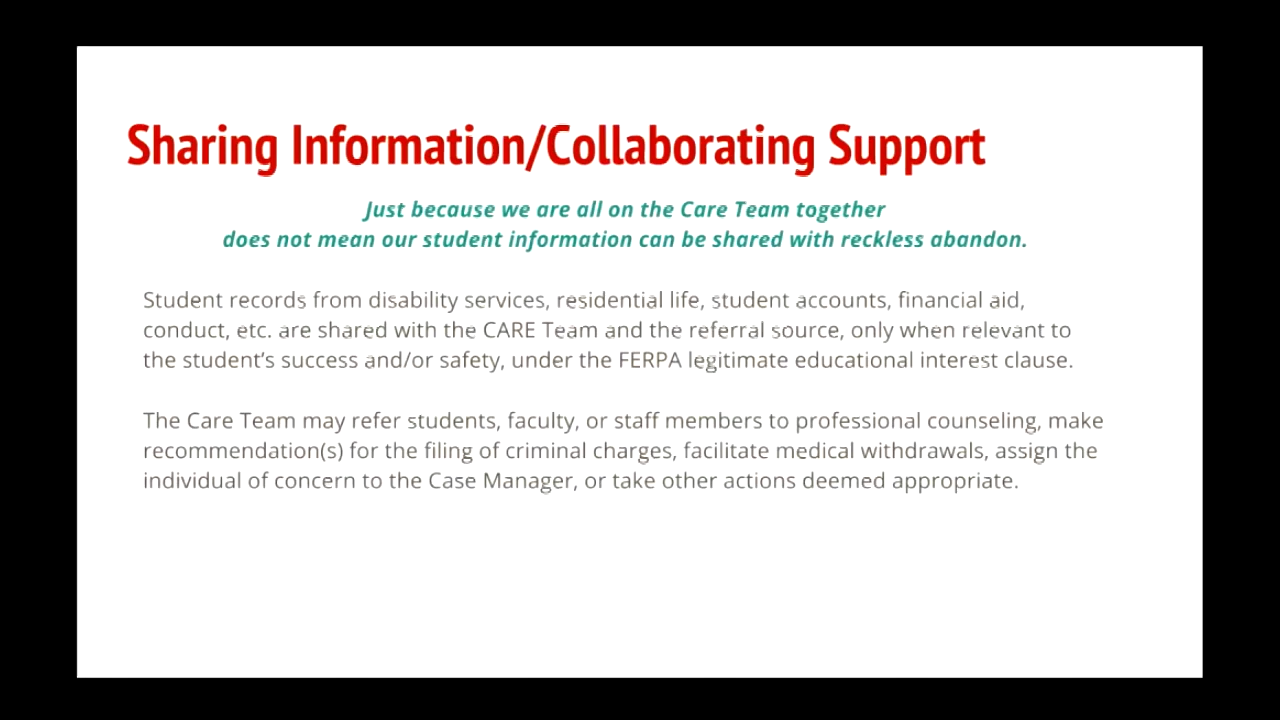 Sharing Information/Collaborating Support
Just because we are all on the Care Team together
does not mean our student information can be shared with reckless abandon.
Student records from disability services, residential life, student accounts, financial aid,
conduct, etc. are shared with the CARE Team and the referral source, only when relevant to
the student’s success and/or safety, under the FERPA legitimate educational interest clause.
The Care Team may refer students, faculty, or staff members to professional counseling, make
recommendation(s) for the filing of criminal charges, facilitate medical withdrawals, assign the
individual of concern to the Case Manager, or take other actions deemed appropriate.